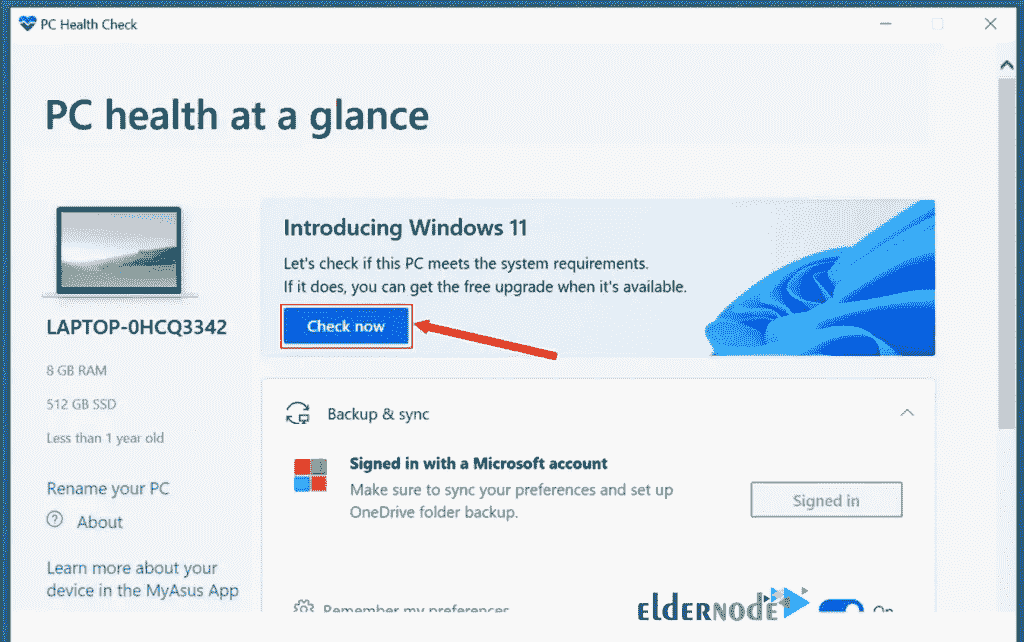 PC Health Check
PC health at a glance
LAPTOP-0HCQ3342
8 GB RAM
512 GB SSD
Less than 1 year old
Rename your PC
About
Learn more about your
device in the MyAsus App
Introducing Windows 11
Let's check if this PC meets the system requirements.
If it does, you can get the free upgrade when it's available.
Check now
Backup & sync
Signed in with a Microsoft account
Make sure to sync your preferences and set up
OneDrive folder backup.
Signed in
Remember my preferences
On
ELDERNODE